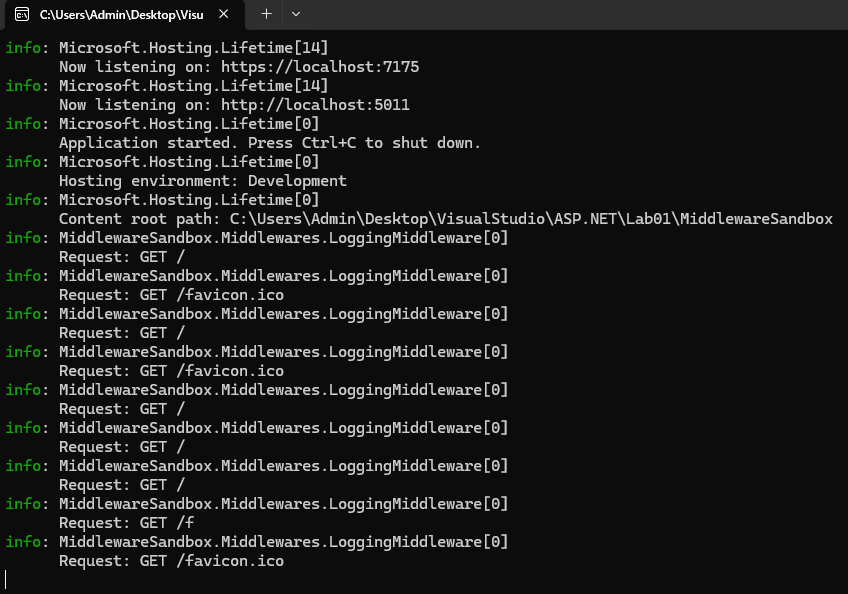 C:\Users\Admin\Desktop\Visu
info: Microsoft.Hosting.Lifetime[14]
Now listening on: https://localhost:7175
info: Microsoft.Hosting.Lifetime[14]
Now listening on: http://localhost:5011
info: Microsoft.Hosting.Lifetime[0]
Application started. Press Ctrl+C to shut down.
info: Microsoft.Hosting.Lifetime[0]
Hosting environment: Development
info: Microsoft.Hosting.Lifetime[0]
Content root path: C:\Users\Admin\Desktop\VisualStudio\ASP.NET\Lab01\MiddlewareSandbox
info: MiddlewareSandbox.Middlewares.LoggingMiddleware[0]
Request: GET /
info: MiddlewareSandbox.Middlewares.LoggingMiddleware[0]
Request: GET /favicon.ico
info: MiddlewareSandbox.Middlewares.LoggingMiddleware[0]
Request: GET /
info: MiddlewareSandbox.Middlewares.LoggingMiddleware[0]
Request: GET /favicon.ico
info: MiddlewareSandbox.Middlewares.LoggingMiddleware[0]
Request: GET /
info: MiddlewareSandbox.Middlewares.LoggingMiddleware[0]
Request: GET /
info: MiddlewareSandbox.Middlewares.LoggingMiddleware[0]
Request: GET /
info: MiddlewareSandbox.Middlewares.LoggingMiddleware[0]
Request: GET /f
info: MiddlewareSandbox.Middlewares.LoggingMiddleware[0]
Request: GET /favicon.ico